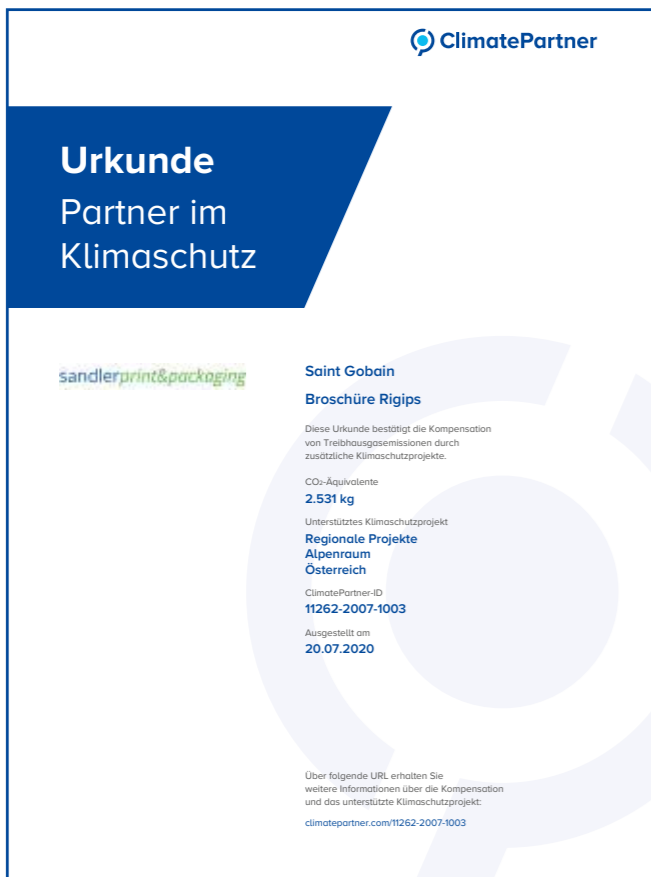 ClimatePartner
Urkunde
Partner im
Klimaschutz
sandlerprint&packaging
Saint Gobain
Broschüre Rigips
Diese Urkunde bestätigt die Kompensation
von Treibhausgasemissionen durch
zusätzliche Klimaschutzprojekte.
CO₂-Äquivalente
2.531 kg
Unterstütztes Klimaschutzprojekt
Regionale Projekte
Alpenraum
Österreich
ClimatePartner-ID
11262-2007-1003
Ausgestellt am
20.07.2020
Über folgende URL erhalten Sie
weitere Informationen über die Kompensation
und das unterstützte Klimaschutzprojekt:
climatepartner.com/11262-2007-1003